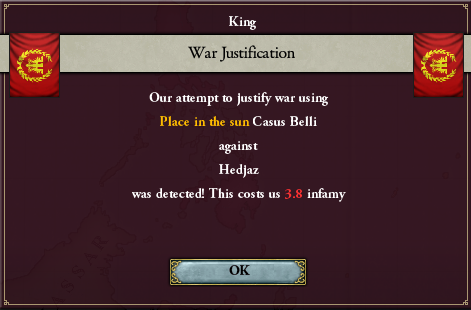 King
War Justification
Our attempt to justify war using
Place in the sun Casus Belli
against
Hedjaz
was detected! This costs us 3.8 infamy
OK
ASSAR